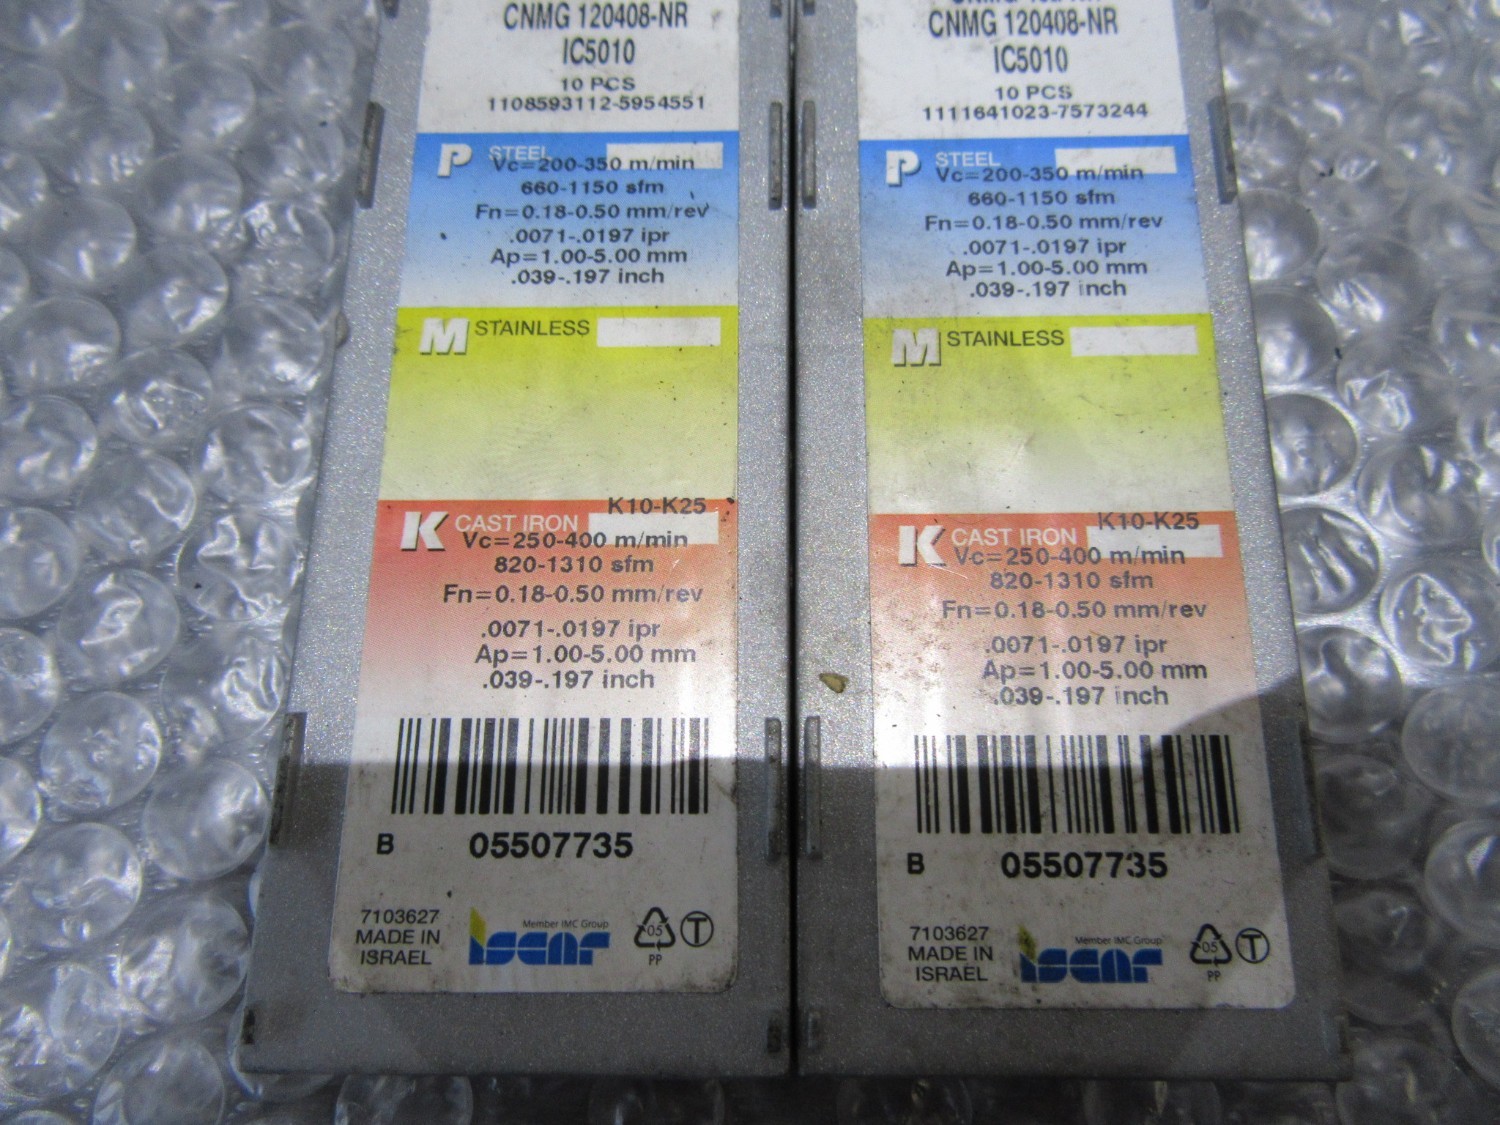 CNMG 120408-NR
IC5010
10 PCS
1108593112-5954551
P STEEL
Vc=200-350 m/min
660-1150 sfm
Fn=0.18-0.50 mm/rev
.0071-.0197 ipr
Ap=1.00-5.00 mm
.039-.197 inch
M STAINLESS
K10-K25
K CAST IRON
Vc=250-400 m/min
820-1310 sfm
Fn=0.18-0.50 mm/rev
.0071-.0197 ipr
Ap=1.00-5.00 mm
.039-.197 inch
B 05507735
7103627
MADE IN
ISRAEL
Member IMC Group
iscar
05
PP
T
CNMG 120408-NR
IC5010
10 PCS
1111641023-7573244
P STEEL
Vc=200-350 m/min
660-1150 sfm
Fn=0.18-0.50 mm/rev
.0071-.0197 ipr
Ap=1.00-5.00 mm
.039-.197 inch
M STAINLESS
K10-K25
K CAST IRON
Vc=250-400 m/min
820-1310 sfm
Fn=0.18-0.50 mm/rev
.0071-.0197 ipr
Ap=1.00-5.00 mm
.039-.197 inch
B 05507735
7103627
MADE IN
ISRAEL
Member IMC Group
iscar
05
PP
T